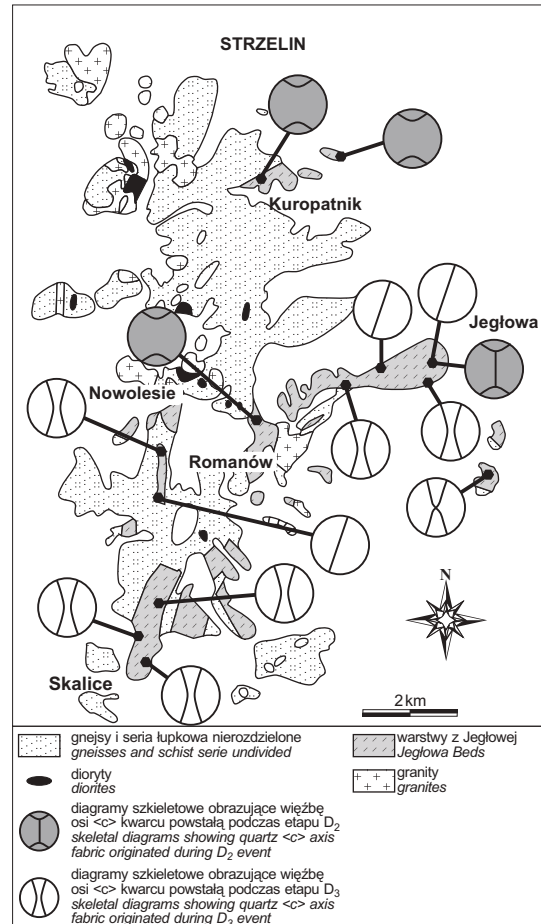 STRZELIN
Kuropatnik
Jegłowa
Nowolesie
Romanów
N
Skalice
2 km
gnejsy i seria łupkowa nierozdzielone
gneisses and schist serie undivided
warstwy z Jegłowej
Jegłowa Beds
dioryty
diorites
granity
granites
diagramy szkieletowe obrazujące więźbę
osi <c> kwarcu powstałą podczas etapu D₂
skeletal diagrams showing quartz <c> axis
fabric originated during D₂ event
diagramy szkieletowe obrazujące więźbę
osi <c> kwarcu powstałą podczas etapu D₃
skeletal diagrams showing quartz <c> axis
fabric originated during D₃ event